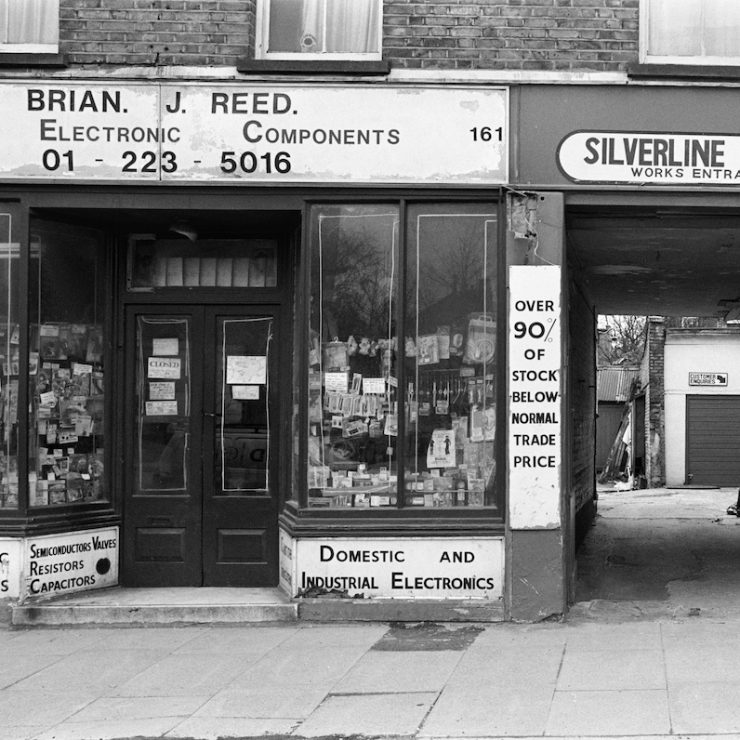 BRIAN. J. REED.
ELECTRONIC COMPONENTS 161
01 - 223 - 5016
SILVERLINE
WORKS ENTRA
OVER
90%
OF
STOCK
BELOW
NORMAL
TRADE
PRICE
CUSTOMER
ENQUIRIES
CLOSED
SEMICONDUCTORS VALVES
RESISTORS
CAPACITORS
DOMESTIC AND
INDUSTRIAL ELECTRONICS